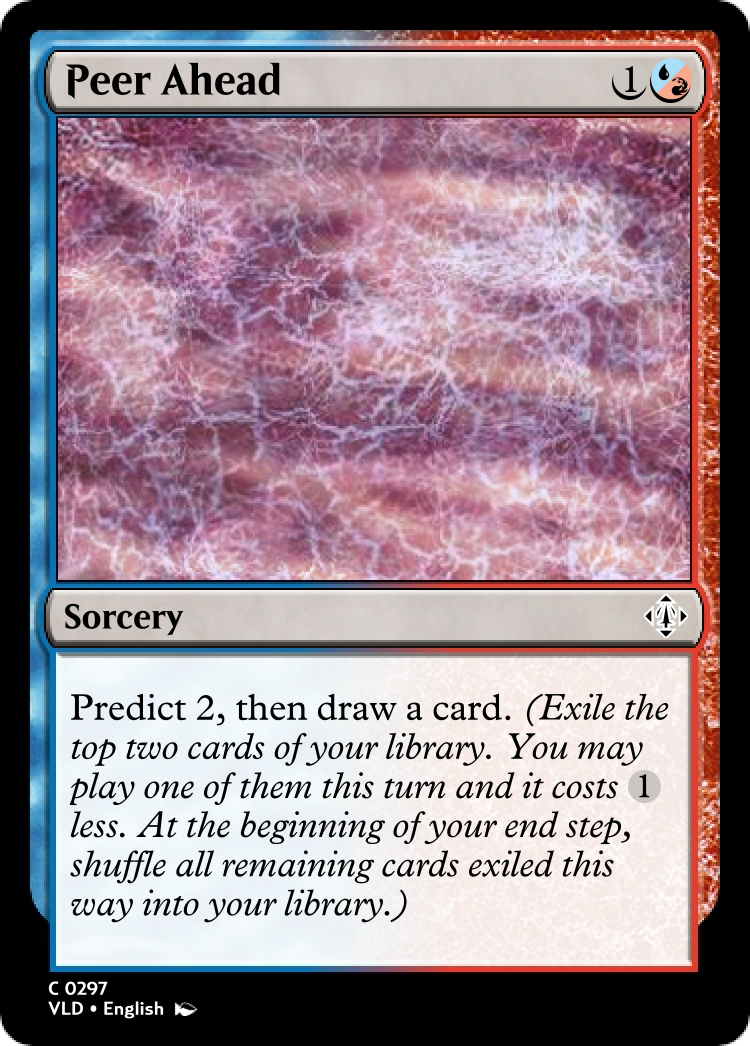 Peer Ahead 1
Sorcery
Predict 2, then draw a card. (Exile the
top two cards of your library. You may
play one of them this turn and it costs 1
less. At the beginning of your end step,
shuffle all remaining cards exiled this
way into your library.)
C 0297
VLD • English